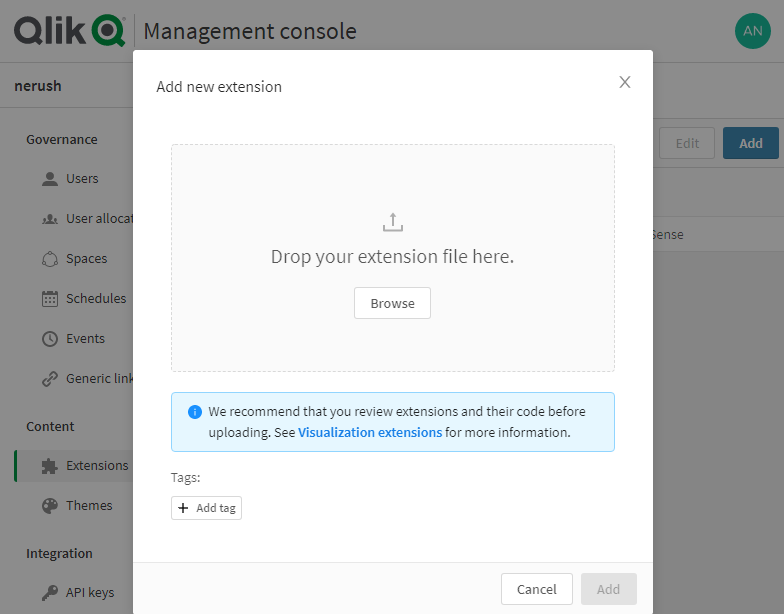 Qlik Management console
AN
nerush
Add new extension
Edit
Add
Governance
Users
User allocat
Spaces
Schedules
Events
Generic link
Content
Extensions
Themes
Integration
API keys
Sense
Drop your extension file here.
Browse
We recommend that you review extensions and their code before
uploading. See Visualization extensions for more information.
Tags:
+ Add tag
Cancel
Add